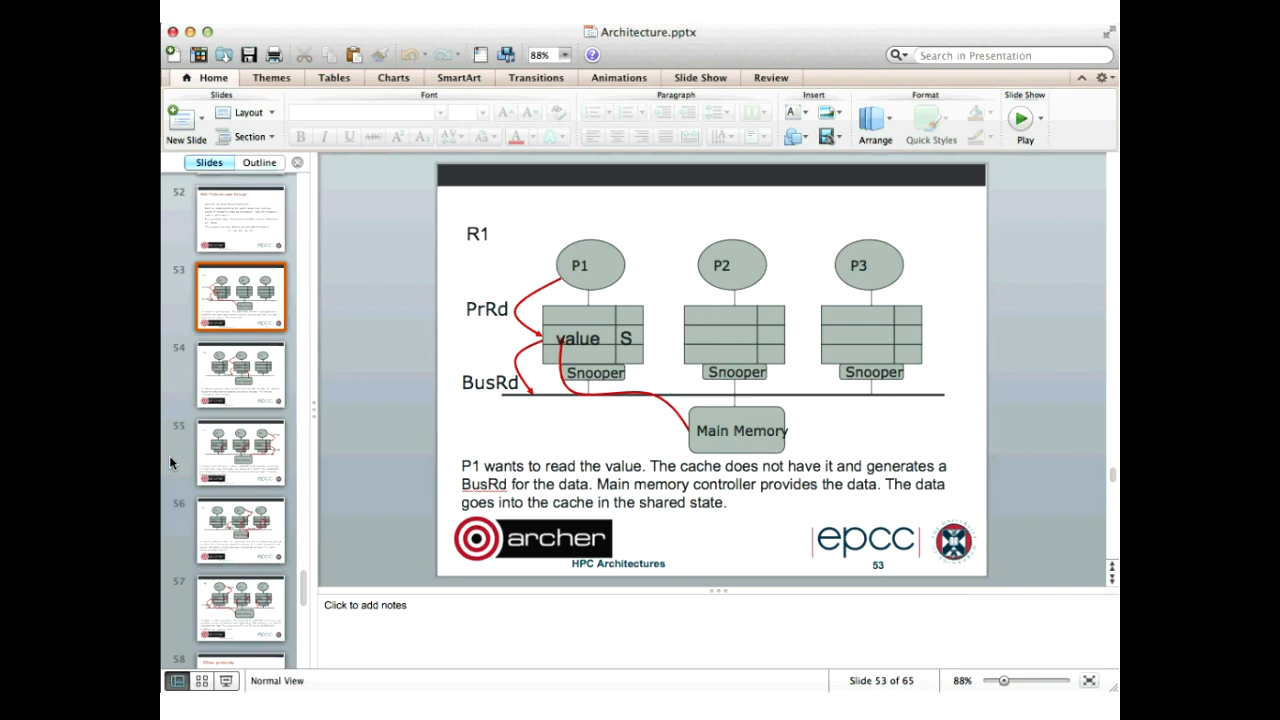 Architecture.pptx
88%
Search in Presentation
Home Themes Tables Charts SmartArt Transitions Animations Slide Show Review
Slides Font Paragraph Insert Format Slide Show
New Slide Layout Section Arrange Quick Styles Play
Slides Outline
52
53
54
55
56
57
58
R1
P1 P2 P3
PrRd
value S
Snooper Snooper Snooper
BusRd
Main Memory
P1 wants to read the value. The cache does not have it and generates a
BusRd for the data. Main memory controller provides the data. The data
goes into the cache in the shared state.
archer
epcc
HPC Architectures
53
Click to add notes
Normal View Slide 53 of 65 88%